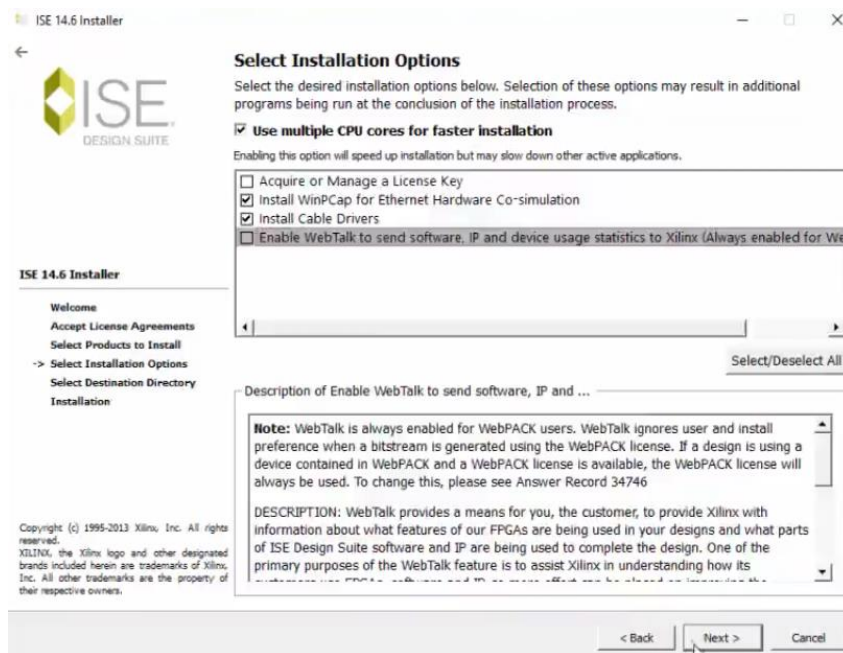 ISE 14.6 Installer
ISE
DESIGN SUITE
Select Installation Options
Select the desired installation options below. Selection of these options may result in additional
programs being run at the conclusion of the installation process.
Use multiple CPU cores for faster installation
Enabling this option will speed up installation but may slow down other active applications.
Acquire or Manage a License Key
Install WinPCap for Ethernet Hardware Co-simulation
Install Cable Drivers
Enable WebTalk to send software, IP and device usage statistics to Xilinx (Always enabled for We
Select/Deselect All
ISE 14.6 Installer
Welcome
Accept License Agreements
Select Products to Install
-> Select Installation Options
Select Destination Directory
Installation
Description of Enable WebTalk to send software, IP and ...
Note: WebTalk is always enabled for WebPACK users. WebTalk ignores user and install
preference when a bitstream is generated using the WebPACK license. If a design is using a
device contained in WebPACK and a WebPACK license is available, the WebPACK license will
always be used. To change this, please see Answer Record 34746
DESCRIPTION: WebTalk provides a means for you, the customer, to provide Xilinx with
information about what features of our FPGAs are being used in your designs and what parts
of ISE Design Suite software and IP are being used to complete the design. One of the
primary purposes of the WebTalk feature is to assist Xilinx in understanding how its
Copyright (c) 1995-2013 Xilinx, Inc. All rights
reserved.
XILINX, the Xilinx logo and other designated
brands included herein are trademarks of Xilinx,
Inc. All other trademarks are the property of
their respective owners.
< Back
Next >
Cancel